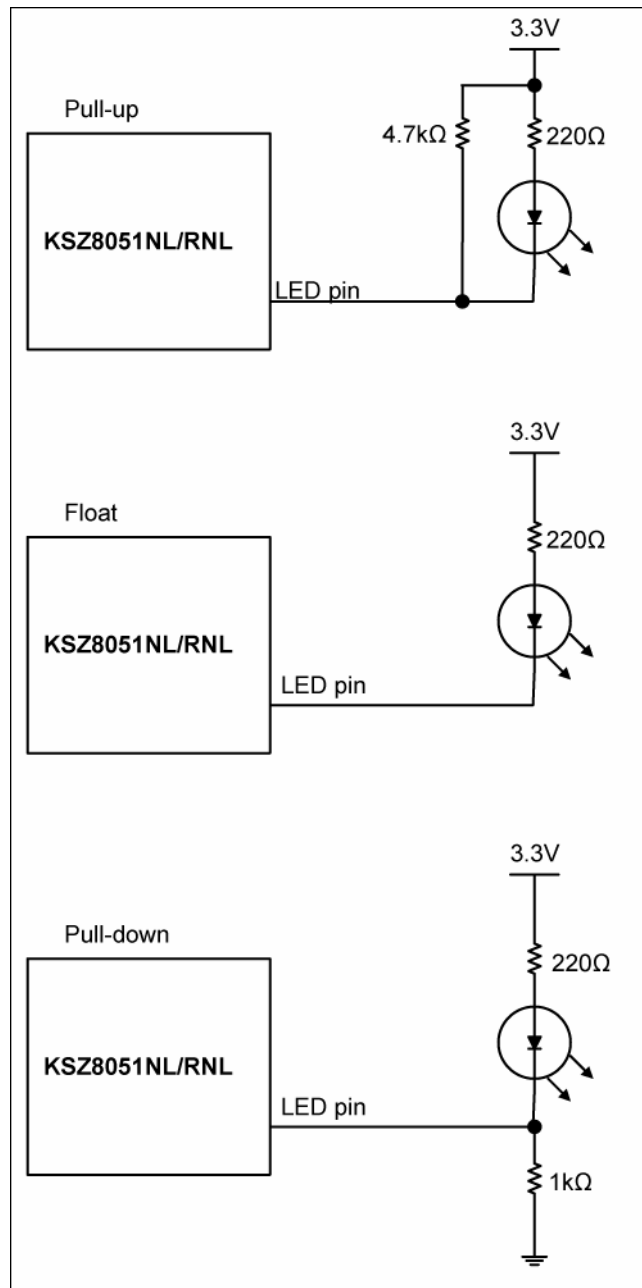 3.3V
Pull-up
4.7kΩ
220Ω
KSZ8051NL/RNL
LED pin
3.3V
Float
220Ω
KSZ8051NL/RNL
LED pin
3.3V
Pull-down
220Ω
KSZ8051NL/RNL
LED pin
1kΩ